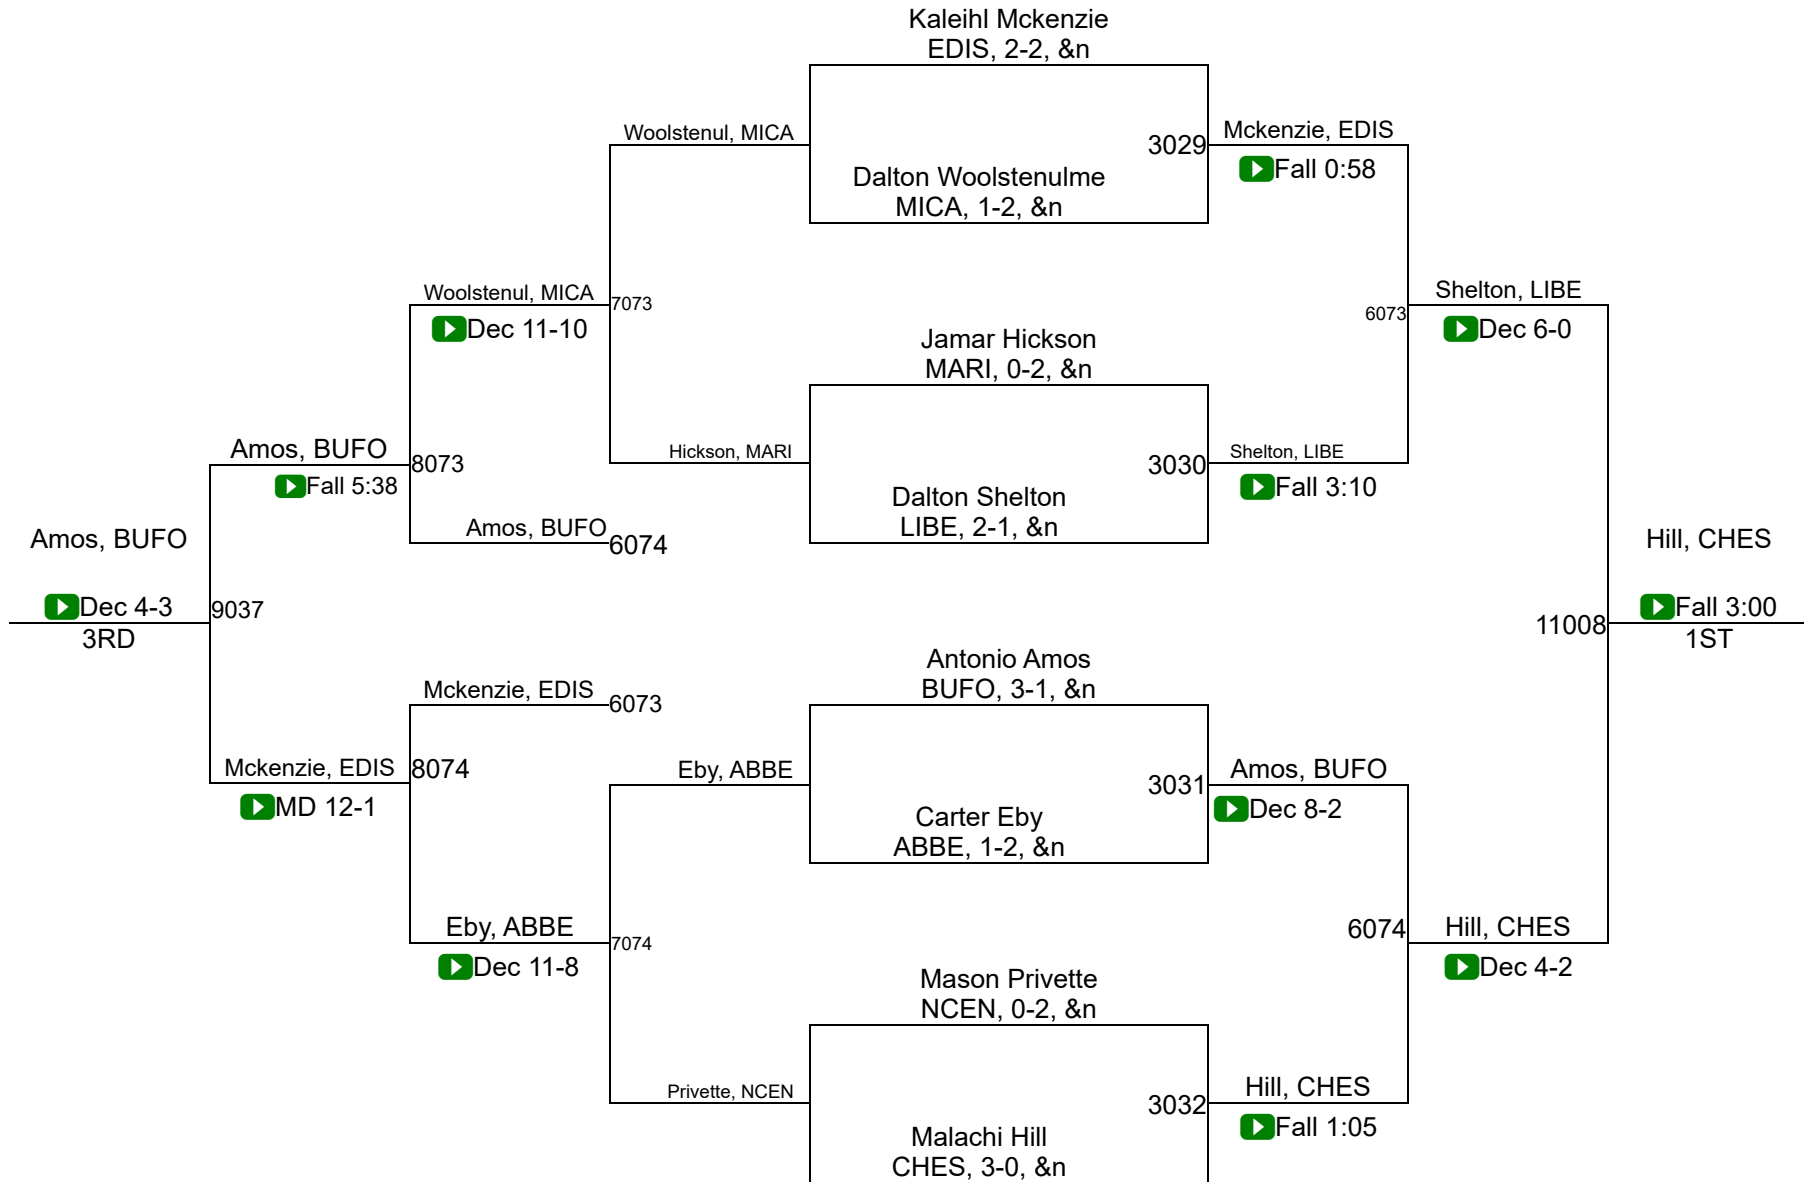 Kaleihl Mckenzie
EDIS, 2-2, &n
Woolstenul, MICA
3029
Mckenzie, EDIS
Fall 0:58
Dalton Woolstenulme
MICA, 1-2, &n
Woolstenul, MICA
7073
Dec 11-10
Shelton, LIBE
6073
Dec 6-0
Jamar Hickson
MARI, 0-2, &n
Amos, BUFO
8073
Fall 5:38
Hickson, MARI
3030
Shelton, LIBE
Fall 3:10
Dalton Shelton
LIBE, 2-1, &n
Amos, BUFO
6074
Amos, BUFO
Dec 4-3
3RD
9037
Hill, CHES
11008
Fall 3:00
1ST
Antonio Amos
BUFO, 3-1, &n
Mckenzie, EDIS
6073
Mckenzie, EDIS
8074
MD 12-1
Eby, ABBE
3031
Amos, BUFO
Dec 8-2
Carter Eby
ABBE, 1-2, &n
Eby, ABBE
7074
Dec 11-8
6074
Hill, CHES
Dec 4-2
Mason Privette
NCEN, 0-2, &n
Privette, NCEN
3032
Hill, CHES
Fall 1:05
Malachi Hill
CHES, 3-0, &n